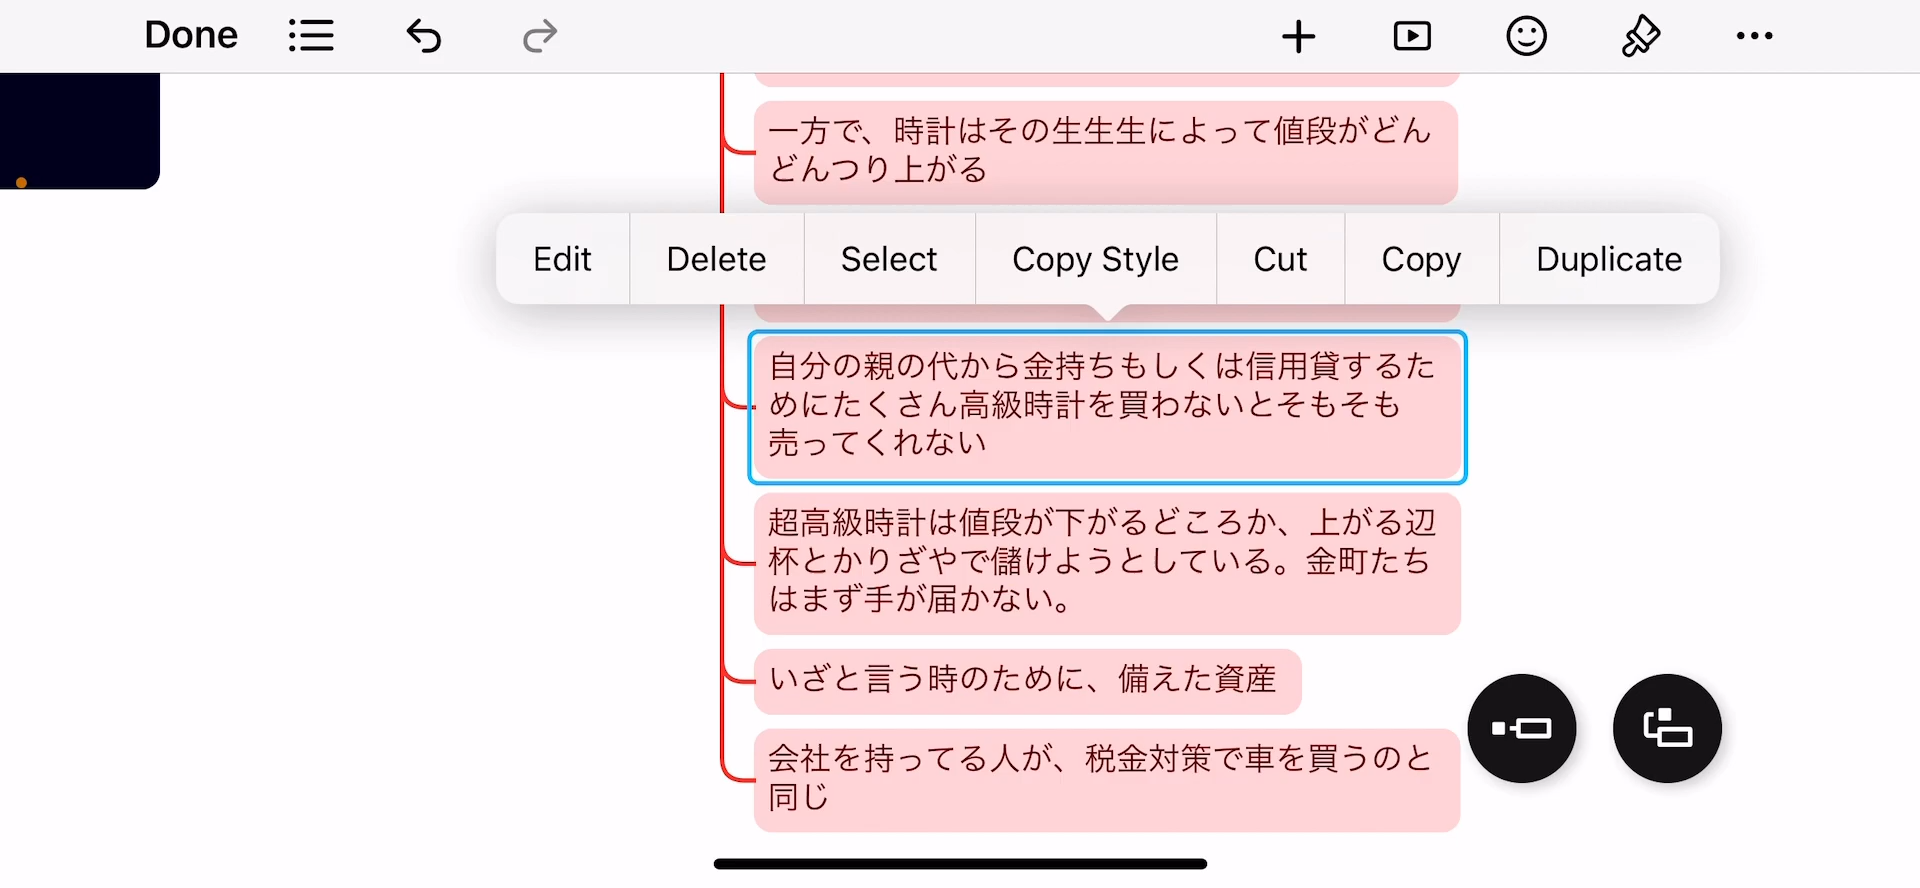 Done
一方で、時計はその生生生によって値段がどん
どんつり上がる
Edit
Delete
Select
Copy Style
Cut
Copy
Duplicate
自分の親の代から金持ちもしくは信用貸するた
めにたくさん高級時計を買わないとそもそも
売ってくれない
超高級時計は値段が下がるどころか、上がる辺
杯とかりざやで儲けようとしている。金町たち
はまず手が届かない。
いざと言う時のために、備えた資産
会社を持ってる人が、税金対策で車を買うのと
同じ